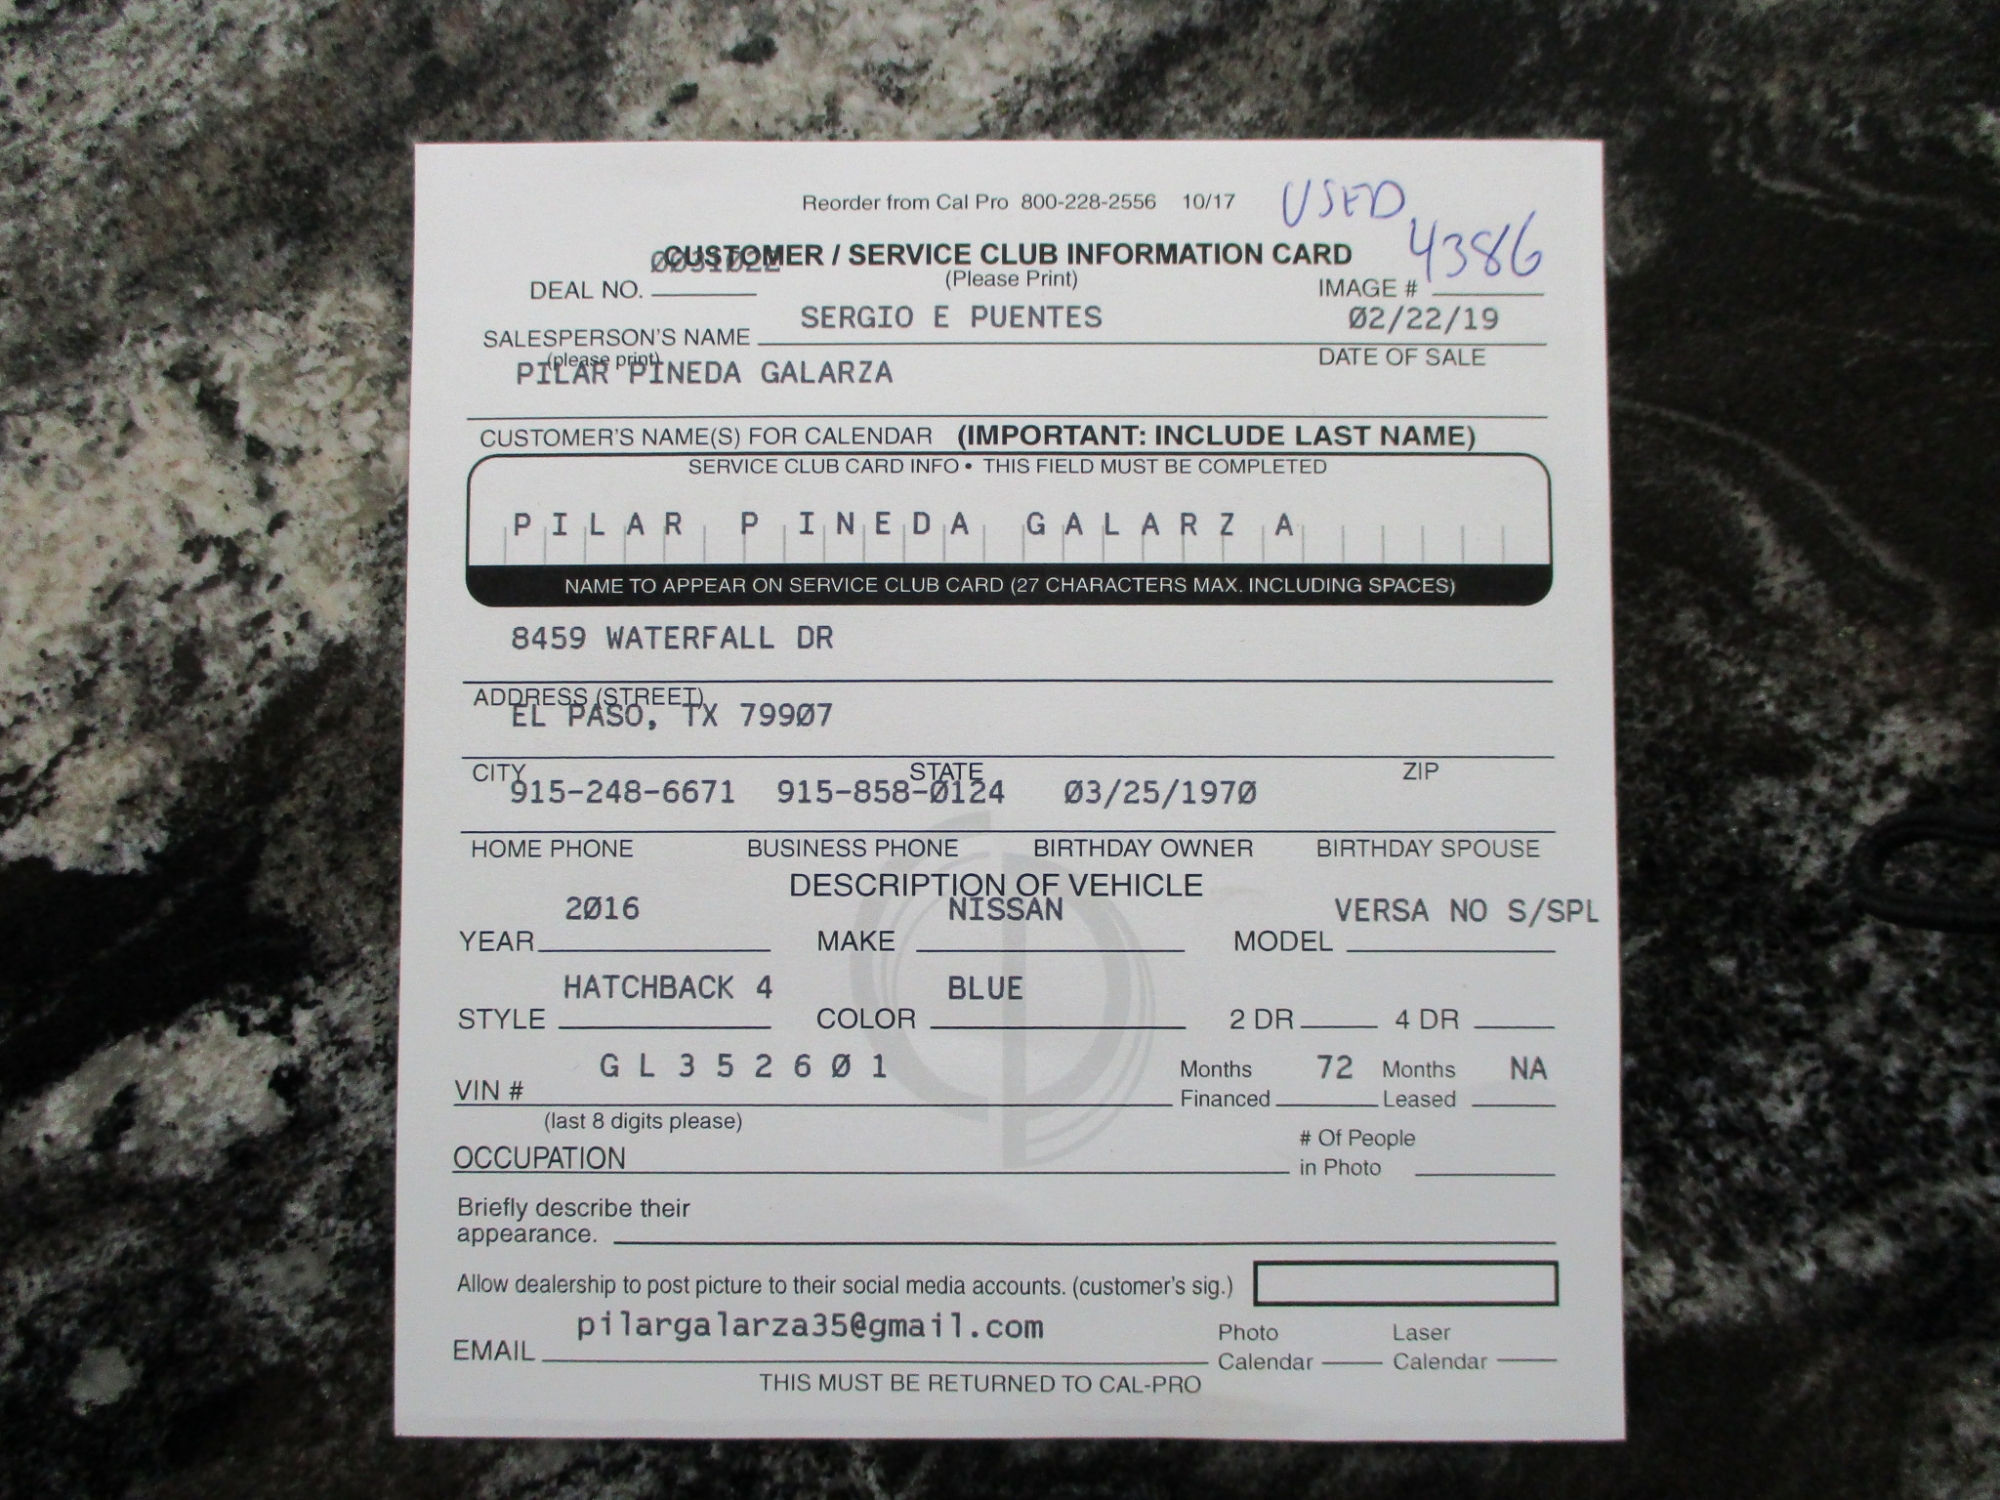 Reorder from Cal Pro 800-228-2556 10/17 USED
CUSTOMER / SERVICE CLUB INFORMATION CARD 4386
(Please Print)
DEAL NO. IMAGE #
SERGIO E PUENTES Ø2/22/19
SALESPERSON'S NAME
(please print) DATE OF SALE
PILAR PINEDA GALARZA
CUSTOMER'S NAME(S) FOR CALENDAR (IMPORTANT: INCLUDE LAST NAME)
SERVICE CLUB CARD INFO • THIS FIELD MUST BE COMPLETED
P I L A R P I N E D A G A L A R Z A
NAME TO APPEAR ON SERVICE CLUB CARD (27 CHARACTERS MAX. INCLUDING SPACES)
8459 WATERFALL DR
ADDRESS (STREET)
EL PASO, TX 799Ø7
CITY STATE ZIP
915-248-6671 915-858-Ø124 Ø3/25/197Ø
HOME PHONE BUSINESS PHONE BIRTHDAY OWNER BIRTHDAY SPOUSE
DESCRIPTION OF VEHICLE
2Ø16 NISSAN VERSA NO S/SPL
YEAR MAKE MODEL
HATCHBACK 4 BLUE
STYLE COLOR 2 DR 4 DR
G L 3 5 2 6 Ø 1 Months 72 Months NA
VIN # Financed Leased
(last 8 digits please)
# Of People
OCCUPATION in Photo
Briefly describe their
appearance.
Allow dealership to post picture to their social media accounts. (customer's sig.)
pilargalarza35@gmail.com Photo Laser
EMAIL Calendar Calendar
THIS MUST BE RETURNED TO CAL-PRO